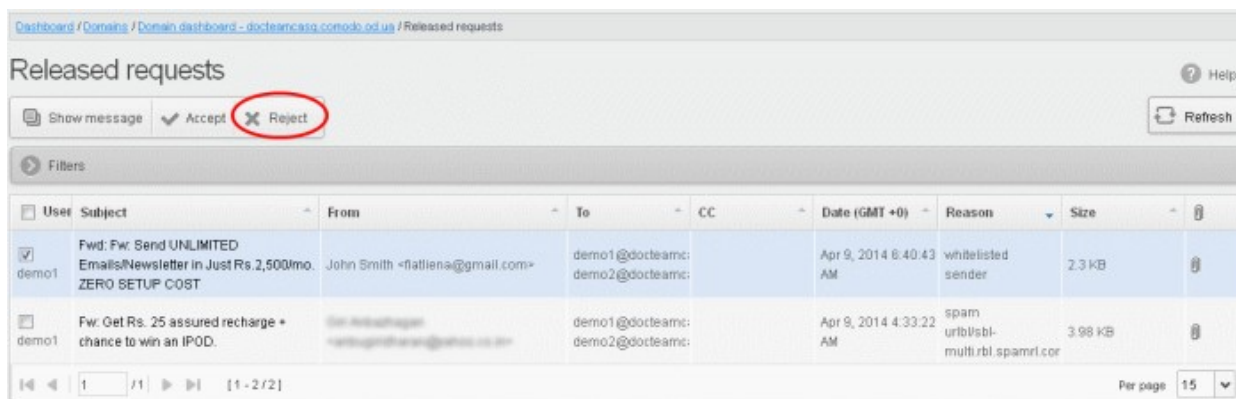 Dashboard / Domains / Domain dashboard - docteamcasg.comodo.od.ua / Released requests
Released requests
Help
Show message Accept Reject
Refresh
Filters
User Subject From To CC Date (GMT +0) Reason Size
Fwd: Fw: Send UNLIMITED
Emails/Newsletter in Just Rs.2,500/mo.
ZERO SETUP COST
demo1
John Smith <flatliena@gmail.com>
demo1@docteamc
demo2@docteamc
Apr 9, 2014 6:40:43
AM
whitelisted
sender
2.3 KB
Fw: Get Rs. 25 assured recharge +
chance to win an IPOD.
demo1
demo1@docteamc
demo2@docteamc
Apr 9, 2014 4:33:22
AM
spam
urlbl/sbl-
multi.rbl.spamrl.cor
3.98 KB
1 /1 [1 - 2 / 2]
Per page 15